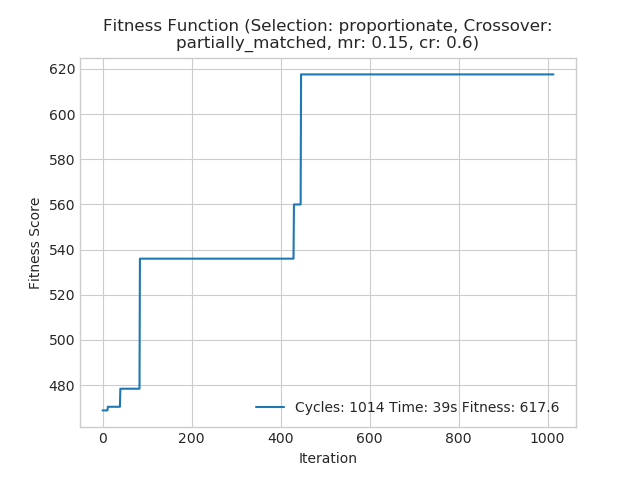 Fitness Function (Selection: proportionate, Crossover:
partially_matched, mr: 0.15, cr: 0.6)
620
600
580
560
540
520
500
480
Fitness Score
Cycles: 1014 Time: 39s Fitness: 617.6
0 200 400 600 800 1000
Iteration